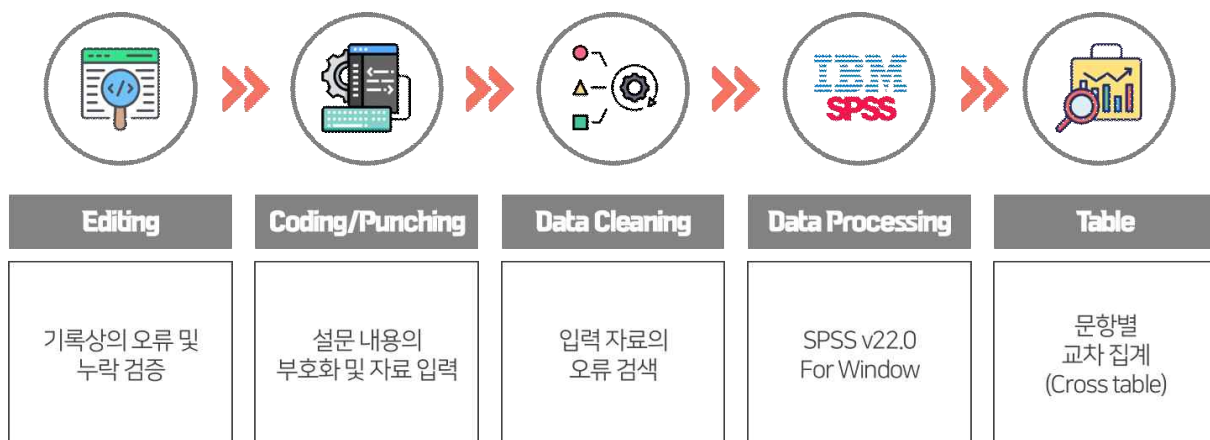 </>
IBM
SPSS
Editing
Coding/Punching
Data Cleaning
Data Processing
Table
기록상의 오류 및
누락 검증
설문 내용의
부호화 및 자료 입력
입력 자료의
오류 검색
SPSS v22.0
For Window
문항별
교차 집계
(Cross table)